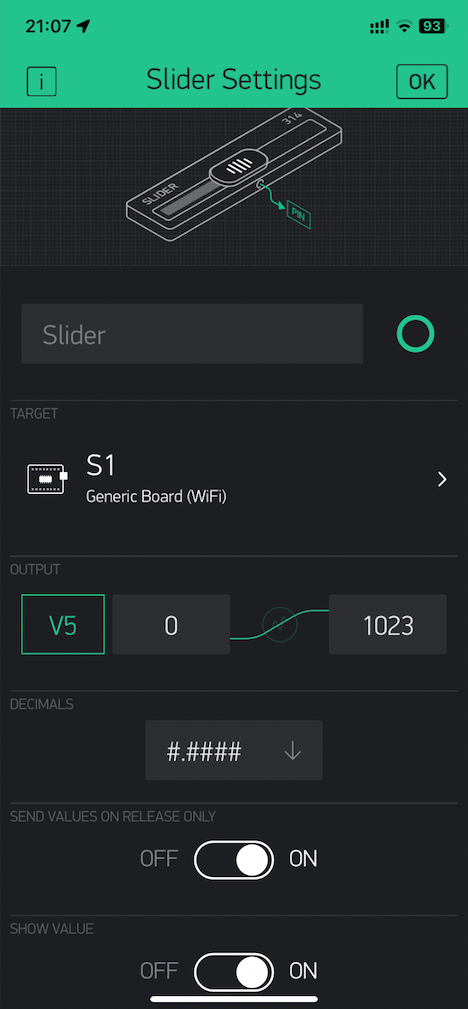 21:07
93
i
Slider Settings
OK
314
SLIDER
PIN
Slider
TARGET
S1
Generic Board (WiFi)
OUTPUT
V5
0
1023
DECIMALS
#.####
SEND VALUES ON RELEASE ONLY
OFF
ON
SHOW VALUE
OFF
ON